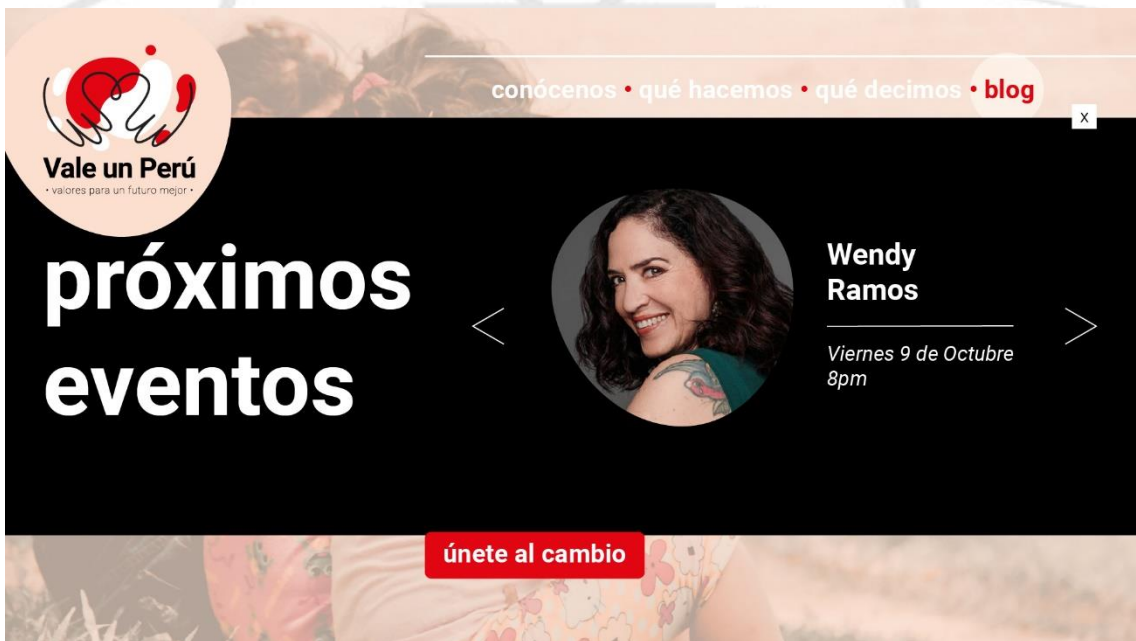 conócenos • qué hacemos • qué decimos • blog
X
Vale un Perú
• valores para un futuro mejor •
próximos
eventos
<
Wendy
Ramos
Viernes 9 de Octubre
8pm
>
únete al cambio